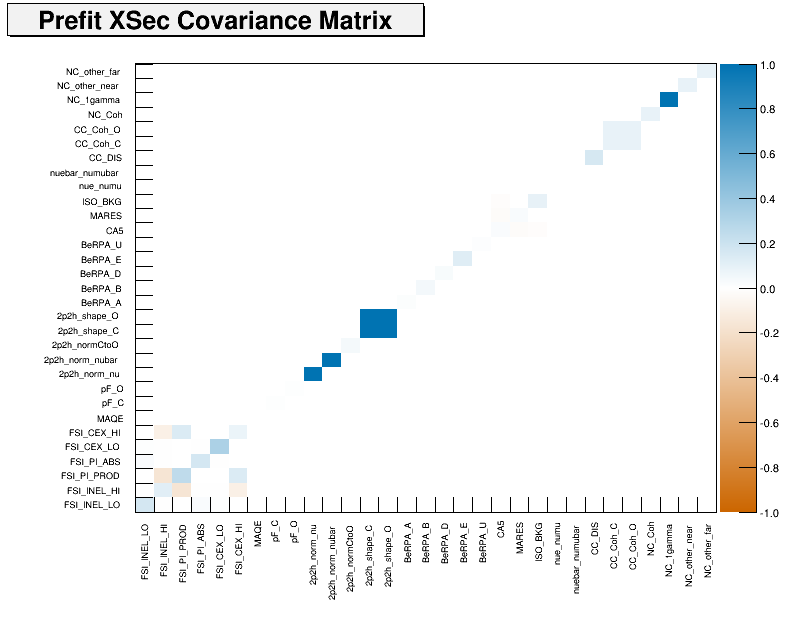 Prefit XSec Covariance Matrix
NC_other_far
NC_other_near
NC_1gamma
NC_Coh
CC_Coh_O
CC_Coh_C
CC_DIS
nuebar_numubar
nue_numu
ISO_BKG
MARES
CA5
BeRPA_U
BeRPA_E
BeRPA_D
BeRPA_B
BeRPA_A
2p2h_shape_O
2p2h_shape_C
2p2h_normCtoO
2p2h_norm_nubar
2p2h_norm_nu
pF_O
pF_C
MAQE
FSI_CEX_HI
FSI_CEX_LO
FSI_PI_ABS
FSI_PI_PROD
FSI_INEL_HI
FSI_INEL_LO
1.0
0.8
0.6
0.4
0.2
0.0
-0.2
-0.4
-0.6
-0.8
-1.0
FSI_INEL_LO
FSI_INEL_HI
FSI_PI_PROD
FSI_PI_ABS
FSI_CEX_LO
FSI_CEX_HI
MAQE
pF_C
pF_O
2p2h_norm_nu
2p2h_norm_nubar
2p2h_normCtoO
2p2h_shape_C
2p2h_shape_O
BeRPA_A
BeRPA_B
BeRPA_D
BeRPA_E
BeRPA_U
CA5
MARES
ISO_BKG
nue_numu
nuebar_numubar
CC_DIS
CC_Coh_C
CC_Coh_O
NC_Coh
NC_1gamma
NC_other_near
NC_other_far